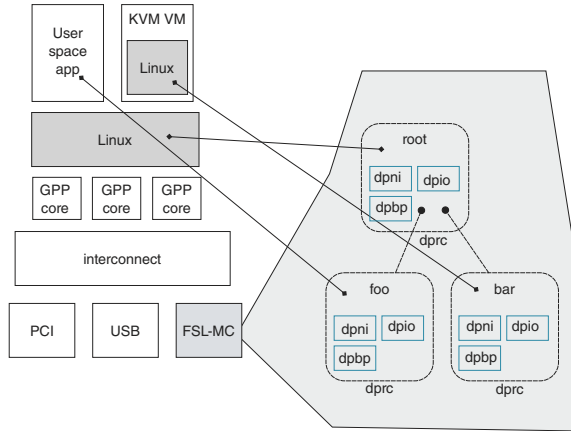 User
space
app
KVM VM
Linux
Linux
GPP
core
GPP
core
GPP
core
interconnect
PCI
USB
FSL-MC
root
dpni
dpio
dpbp
dprc
foo
dpni
dpio
dpbp
dprc
bar
dpni
dpio
dpbp
dprc